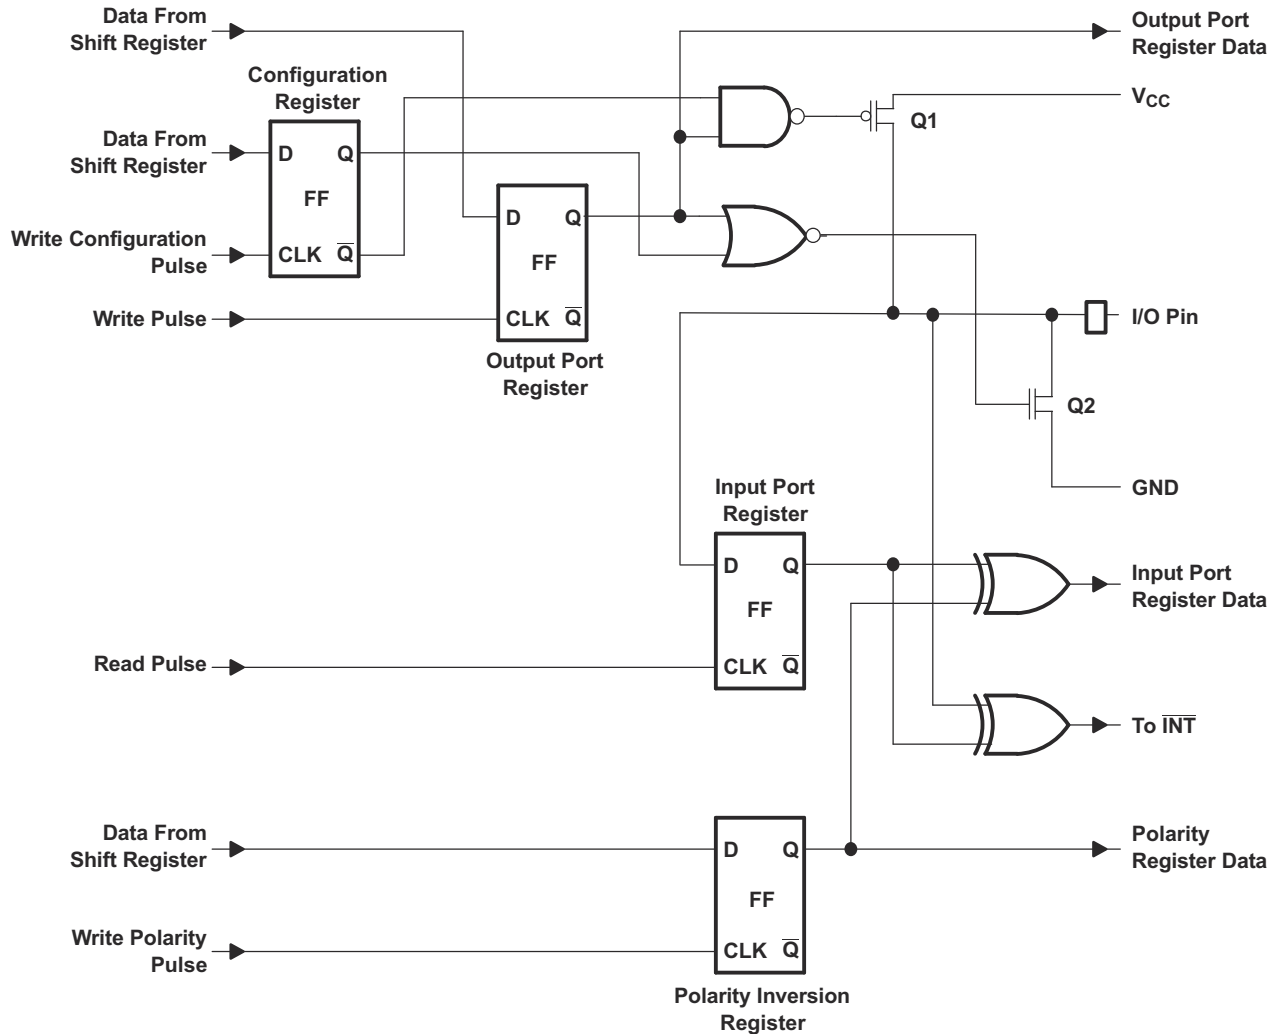 Data From
Shift Register
Output Port
Register Data
Configuration
Register
VCC
Q1
Data From
Shift Register
D
Q
FF
D
Q
Write Configuration
Pulse
CLK
Q̅
FF
Write Pulse
CLK
Q̅
I/O Pin
Output Port
Register
Q2
Input Port
Register
GND
D
Q
Input Port
Register Data
FF
Read Pulse
CLK
Q̅
To I̅N̅T̅
Data From
Shift Register
D
Q
Polarity
Register Data
FF
Write Polarity
Pulse
CLK
Q̅
Polarity Inversion
Register